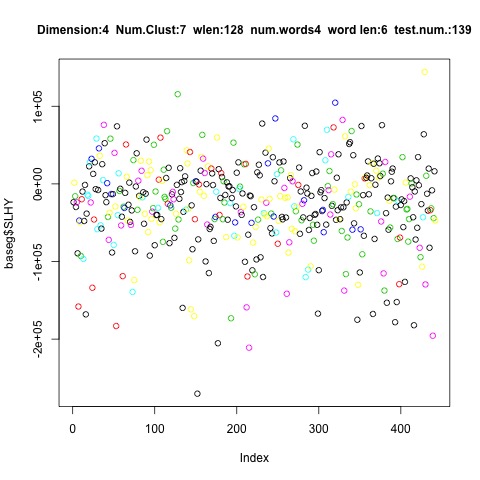 Dimension:4  Num.Clust:7  wlen:128  num.words4  word len:6  test.num.:139
1e+05
0e+00
-1e+05
-2e+05
baseg$SLHY
0 100 200 300 400
Index